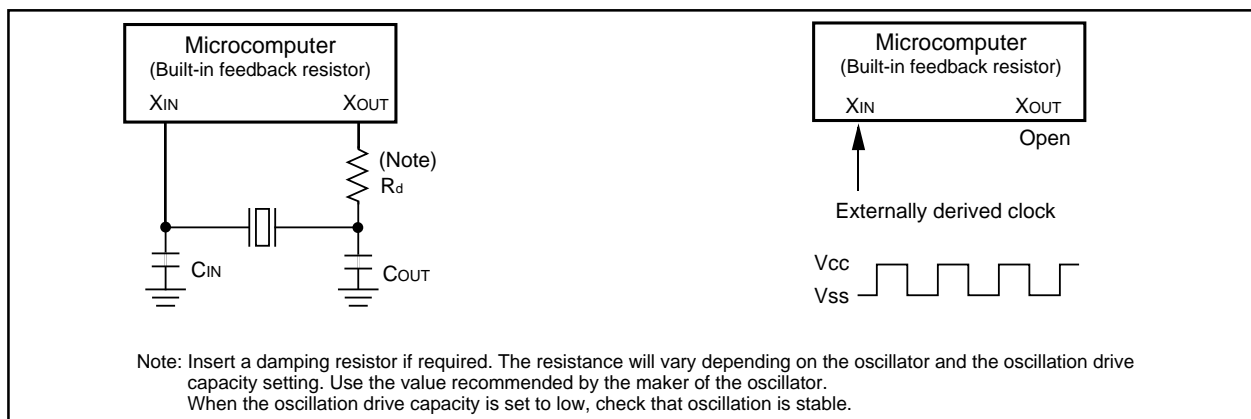 Microcomputer
(Built-in feedback resistor)
XIN XOUT
(Note)
Rd
CIN
COUT
Microcomputer
(Built-in feedback resistor)
XIN XOUT
Open
Externally derived clock
Vcc
Vss
Note: Insert a damping resistor if required. The resistance will vary depending on the oscillator and the oscillation drive
capacity setting. Use the value recommended by the maker of the oscillator.
When the oscillation drive capacity is set to low, check that oscillation is stable.